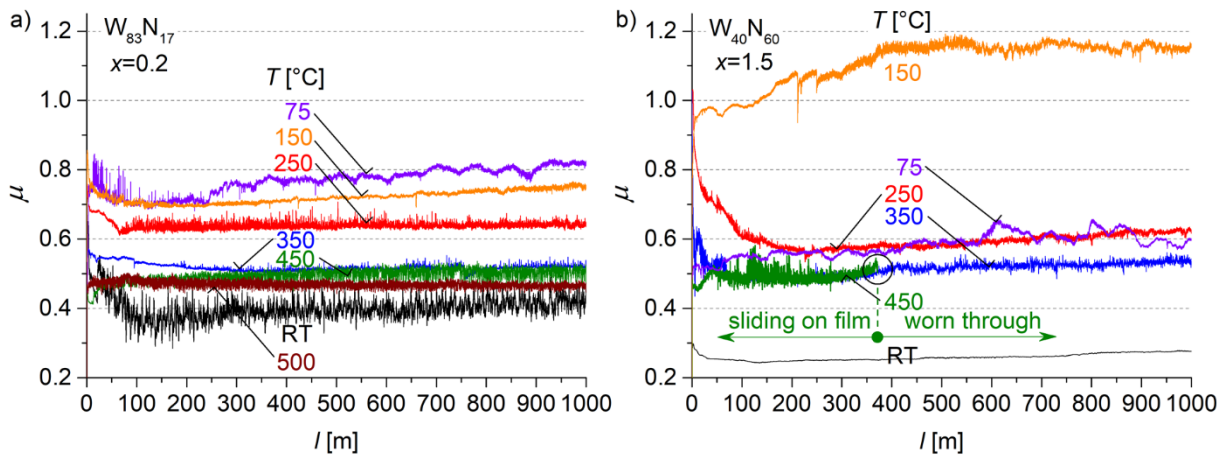 a)
W₈₃N₁₇
x=0.2
T [°C]
75
150
250
350
450
RT
500
μ
1.2
1.0
0.8
0.6
0.4
0.2
0 100 200 300 400 500 600 700 800 900 1000
l [m]
b)
W₄₀N₆₀
x=1.5
T [°C]
150
75
250
350
450
sliding on film worn through
RT
μ
1.2
1.0
0.8
0.6
0.4
0.2
0 100 200 300 400 500 600 700 800 900 1000
l [m]